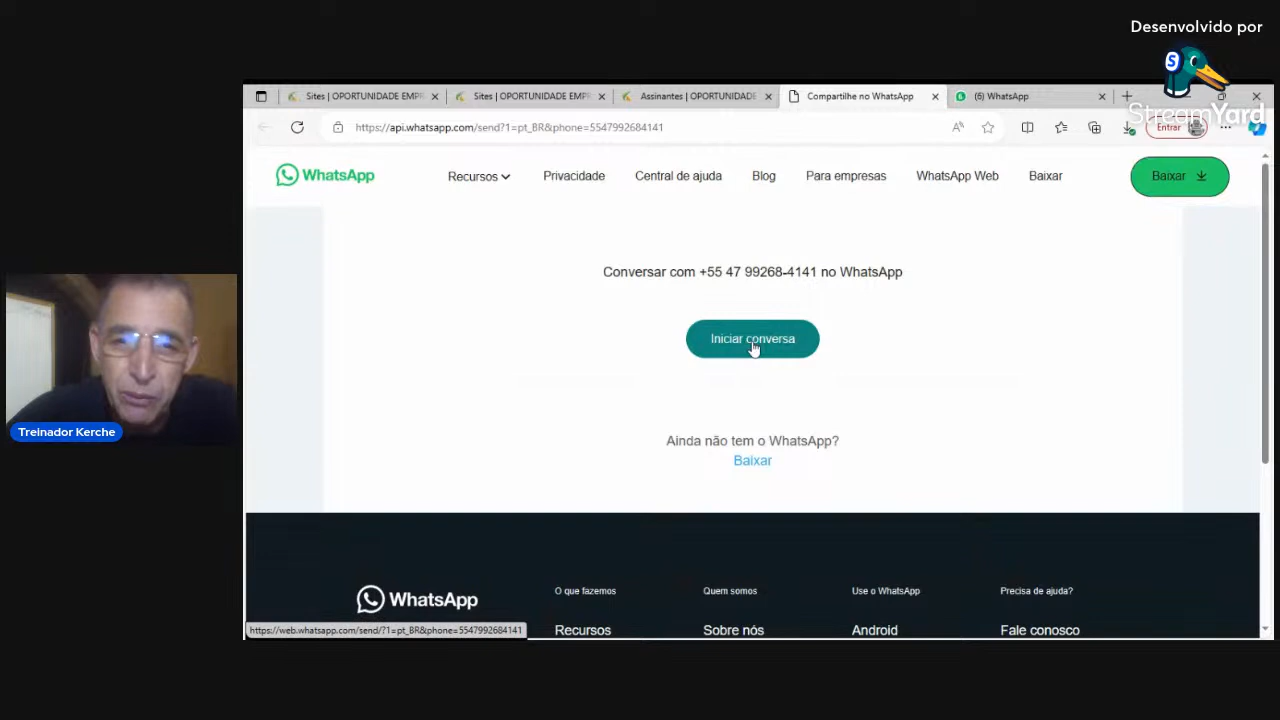 Desenvolvido por
StreamYard
Sites | OPORTUNIDADE EMPR
Sites | OPORTUNIDADE EMPR
Assinantes | OPORTUNIDADE
Compartilhe no WhatsApp
(6) WhatsApp
https://api.whatsapp.com/send?1=pt_BR&phone=5547992684141
Entrar
WhatsApp
Recursos
Privacidade
Central de ajuda
Blog
Para empresas
WhatsApp Web
Baixar
Baixar
Conversar com +55 47 99268-4141 no WhatsApp
Iniciar conversa
Treinador Kerche
Ainda não tem o WhatsApp?
Baixar
WhatsApp
O que fazemos
Quem somos
Use o WhatsApp
Precisa de ajuda?
Recursos
Sobre nós
Android
Fale conosco
https://web.whatsapp.com/send/?1=pt_BR&phone=5547992684141